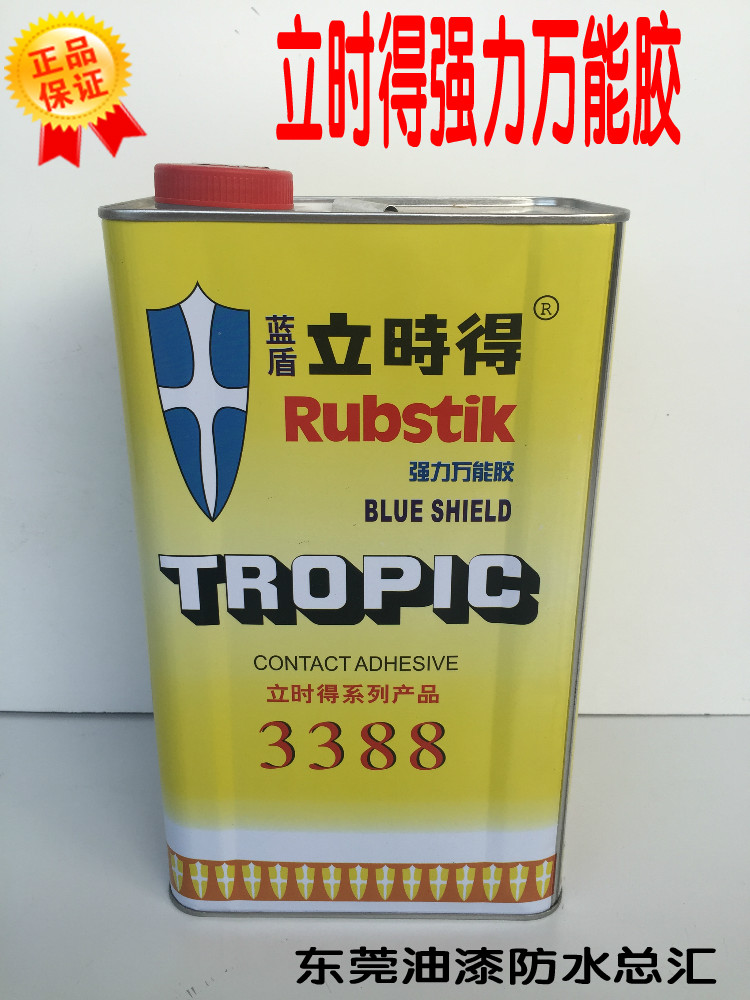 正品
保证
立时得强力万能胶
蓝盾 立時得®
Rubstik
强力万能胶
BLUE SHIELD
TROPIC
CONTACT ADHESIVE
立时得系列产品
3388
东莞油漆防水总汇